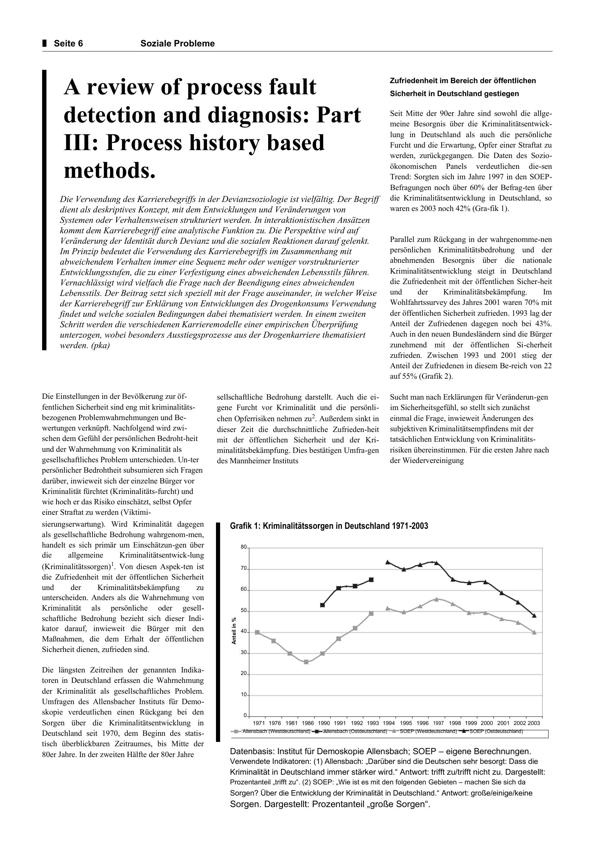 Seite 6 Soziale Probleme
A review of process fault
detection and diagnosis: Part
III: Process history based
methods.
Die Verwendung des Karrierebegriffs in der Devianzsoziologie ist vielfältig. Der Begriff
dient als deskriptives Konzept, mit dem Entwicklungen und Veränderungen von
Systemen oder Verhaltensweisen strukturiert werden. In interaktionistischen Ansätzen
kommt dem Karrierebegriff eine analytische Funktion zu. Die Perspektive wird auf
Veränderung der Identität durch Devianz und die sozialen Reaktionen darauf gelenkt.
Im Prinzip bedeutet die Verwendung des Karrierebegriffs im Zusammenhang mit
abweichendem Verhalten immer eine Sequenz mehr oder weniger vorstrukturierter
Entwicklungsstufen, die zu einer Verfestigung eines abweichenden Lebensstils führen.
Vernachlässigt wird vielfach die Frage nach der Beendigung eines abweichenden
Lebensstils. Der Beitrag setzt sich speziell mit der Frage auseinander, in welcher Weise
der Karrierebegriff zur Erklärung von Entwicklungen des Drogenkonsums Verwendung
findet und welche sozialen Bedingungen dabei thematisiert werden. In einem zweiten
Schritt werden die verschiedenen Karrieremodelle einer empirischen Überprüfung
unterzogen, wobei besonders Ausstiegsprozesse aus der Drogenkarriere thematisiert
werden. (pka)
Zufriedenheit im Bereich der öffentlichen
Sicherheit in Deutschland gestiegen
Seit Mitte der 90er Jahre sind sowohl die allge-
meine Besorgnis über die Kriminalitätsentwick-
lung in Deutschland als auch die persönliche
Furcht und die Erwartung, Opfer einer Straftat zu
werden, zurückgegangen. Die Daten des Sozio-
ökonomischen Panels verdeutlichen die-sen
Trend: Sorgten sich im Jahre 1997 in den SOEP-
Befragungen noch über 60% der Befrag-ten über
die Kriminalitätsentwicklung in Deutschland, so
waren es 2003 noch 42% (Gra-fik 1).
Parallel zum Rückgang in der wahrgenomme-nen
persönlichen Kriminalitätsbedrohung und der
abnehmenden Besorgnis über die nationale
Kriminalitätsentwicklung steigt in Deutschland
die Zufriedenheit mit der öffentlichen Sicher-heit
und der Kriminalitätsbekämpfung. Im
Wohlfahrtssurvey des Jahres 2001 waren 70% mit
der öffentlichen Sicherheit zufrieden. 1993 lag der
Anteil der Zufriedenen dagegen noch bei 43%.
Auch in den neuen Bundesländern sind die Bürger
zunehmend mit der öffentlichen Si-cherheit
zufrieden. Zwischen 1993 und 2001 stieg der
Anteil der Zufriedenen in diesem Be-reich von 22
auf 55% (Grafik 2).
Die Einstellungen in der Bevölkerung zur öf-
fentlichen Sicherheit sind eng mit kriminalitäts-
bezogenen Problemwahrnehmungen und Be-
wertungen verknüpft. Nachfolgend wird zwi-
schen dem Gefühl der persönlichen Bedroht-heit
und der Wahrnehmung von Kriminalität als
gesellschaftliches Problem unterschieden. Un-ter
persönlicher Bedrohtheit subsumieren sich Fragen
darüber, inwieweit sich der einzelne Bürger vor
Kriminalität fürchtet (Kriminalitäts-furcht) und
wie hoch er das Risiko einschätzt, selbst Opfer
einer Straftat zu werden (Viktimi-
sierungserwartung). Wird Kriminalität dagegen
als gesellschaftliche Bedrohung wahrgenom-men,
handelt es sich primär um Einschätzun-gen über
die allgemeine Kriminalitätsentwick-lung
(Kriminalitätssorgen)1. Von diesen Aspek-ten ist
die Zufriedenheit mit der öffentlichen Sicherheit
und der Kriminalitätsbekämpfung zu
unterscheiden. Anders als die Wahrnehmung von
Kriminalität als persönliche oder gesell-
schaftliche Bedrohung bezieht sich dieser Indi-
kator darauf, inwieweit die Bürger mit den
Maßnahmen, die dem Erhalt der öffentlichen
Sicherheit dienen, zufrieden sind.
Die längsten Zeitreihen der genannten Indika-
toren in Deutschland erfassen die Wahrnehmung
der Kriminalität als gesellschaftliches Problem.
Umfragen des Allensbacher Instituts für Demo-
skopie verdeutlichen einen Rückgang bei den
Sorgen über die Kriminalitätsentwicklung in
Deutschland seit 1970, dem Beginn des statis-
tisch überblickbaren Zeitraumes, bis Mitte der
80er Jahre. In der zweiten Hälfte der 80er Jahre
sellschaftliche Bedrohung darstellt. Auch die ei-
gene Furcht vor Kriminalität und die persönli-
chen Opferrisiken nehmen zu2. Außerdem sinkt in
dieser Zeit die durchschnittliche Zufrieden-heit
mit der öffentlichen Sicherheit und der Kri-
minalitätsbekämpfung. Dies bestätigen Umfra-gen
des Mannheimer Instituts
Sucht man nach Erklärungen für Veränderun-gen
im Sicherheitsgefühl, so stellt sich zunächst
einmal die Frage, inwieweit Änderungen des
subjektiven Kriminalitätsempfindens mit der
tatsächlichen Entwicklung von Kriminalitäts-
risiken übereinstimmen. Für die ersten Jahre nach
der Wiedervereinigung
Grafik 1: Kriminalitätssorgen in Deutschland 1971-2003
80
70
60
50
40
30
20
10
0
Anteil in %
1971 1976 1981 1986 1990 1991 1992 1993 1994 1995 1996 1997 1998 1999 2000 2001 2002 2003
Allensbach (Westdeutschland) Allensbach (Ostdeutschland) SOEP (Westdeutschland) SOEP (Ostdeutschland)
Datenbasis: Institut für Demoskopie Allensbach; SOEP – eigene Berechnungen.
Verwendete Indikatoren: (1) Allensbach: „Darüber sind die Deutschen sehr besorgt: Dass die
Kriminalität in Deutschland immer stärker wird.“ Antwort: trifft zu/trifft nicht zu. Dargestellt:
Prozentanteil „trifft zu“. (2) SOEP: „Wie ist es mit den folgenden Gebieten – machen Sie sich da
Sorgen? Über die Entwicklung der Kriminalität in Deutschland.“ Antwort: große/einige/keine
Sorgen. Dargestellt: Prozentanteil „große Sorgen“.